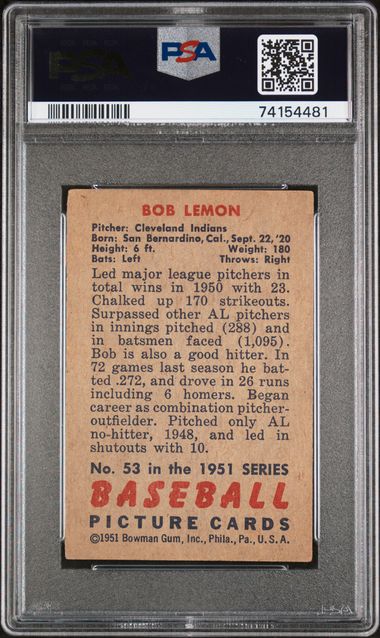 PSA
PSA
74154481
BOB LEMON
Pitcher: Cleveland Indians
Born: San Bernardino, Cal., Sept. 22, '20
Height: 6 ft. Weight: 180
Bats: Left Throws: Right
Led major league pitchers in
total wins in 1950 with 23.
Chalked up 170 strikeouts.
Surpassed other AL pitchers
in innings pitched (288) and
in batsmen faced (1,095).
Bob is also a good hitter. In
72 games last season he bat-
ted .272, and drove in 26 runs
including 6 homers. Began
career as combination pitcher-
outfielder. Pitched only AL
no-hitter, 1948, and led in
shutouts with 10.
No. 53 in the 1951 SERIES
BASEBALL
PICTURE CARDS
©1951 Bowman Gum, Inc., Phila., Pa., U. S. A.